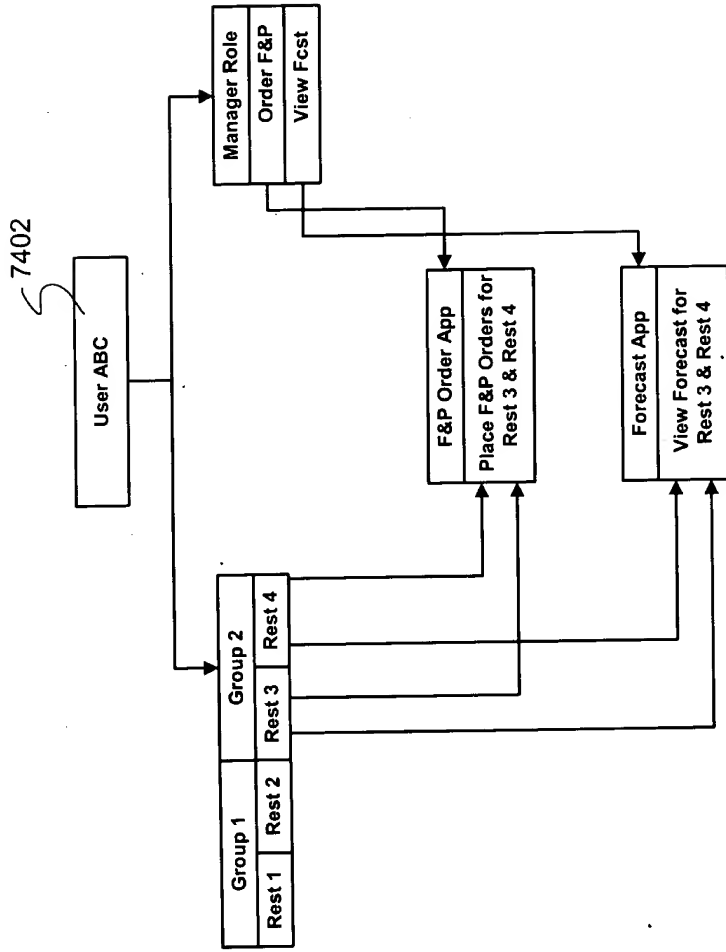 7402
User ABC
Group 1
Group 2
Rest 1
Rest 2
Rest 3
Rest 4
Manager Role
Order F&P
View Fcst
F&P Order App
Place F&P Orders for
Rest 3 & Rest 4
Forecast App
View Forecast for
Rest 3 & Rest 4